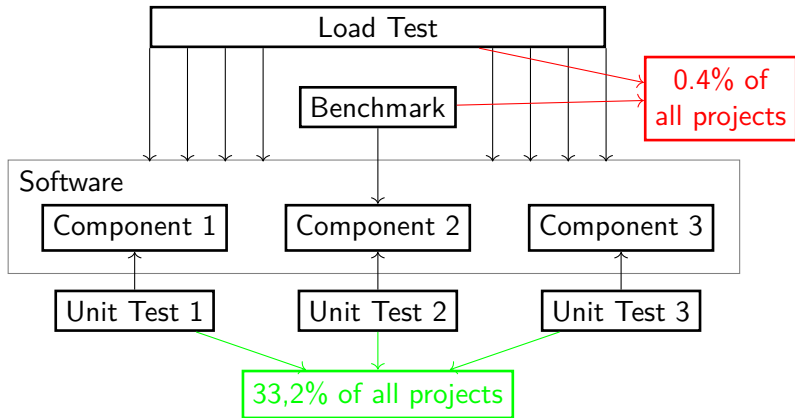 Load Test
0.4% of
all projects
Benchmark
Software
Component 1
Component 2
Component 3
Unit Test 1
Unit Test 2
Unit Test 3
33,2% of all projects